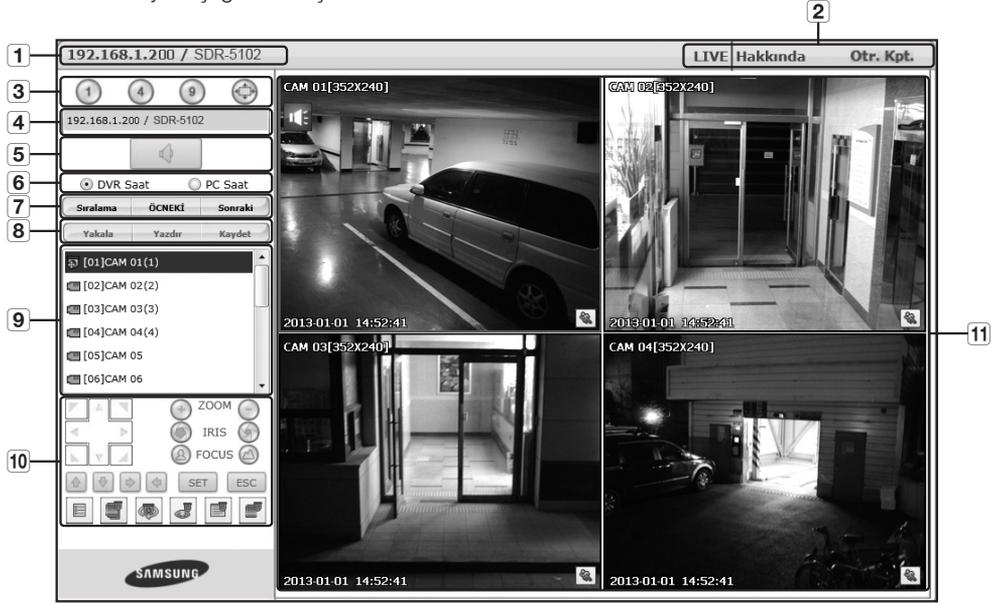 2
1
192.168.1.200 / SDR-5102
LIVE Hakkında Otr. Kpt.
3
1 4 9
4
192.168.1.200 / SDR-5102
5
6
DVR Saat PC Saat
7
Sıralama ÖCNEKİ Sonraki
8
Yakala Yazdır Kaydet
9
[01]CAM 01(1)
[02]CAM 02(2)
[03]CAM 03(3)
[04]CAM 04(4)
[05]CAM 05
[06]CAM 06
10
ZOOM
IRIS
FOCUS
SET ESC
SAMSUNG
CAM 01[352X240]
2013-01-01 14:52:41
CAM 02[352X240]
2013-01-01 14:52:41
CAM 03[352X240]
2013-01-01 14:52:41
CAM 04[352X240]
2013-01-01 14:52:41
11